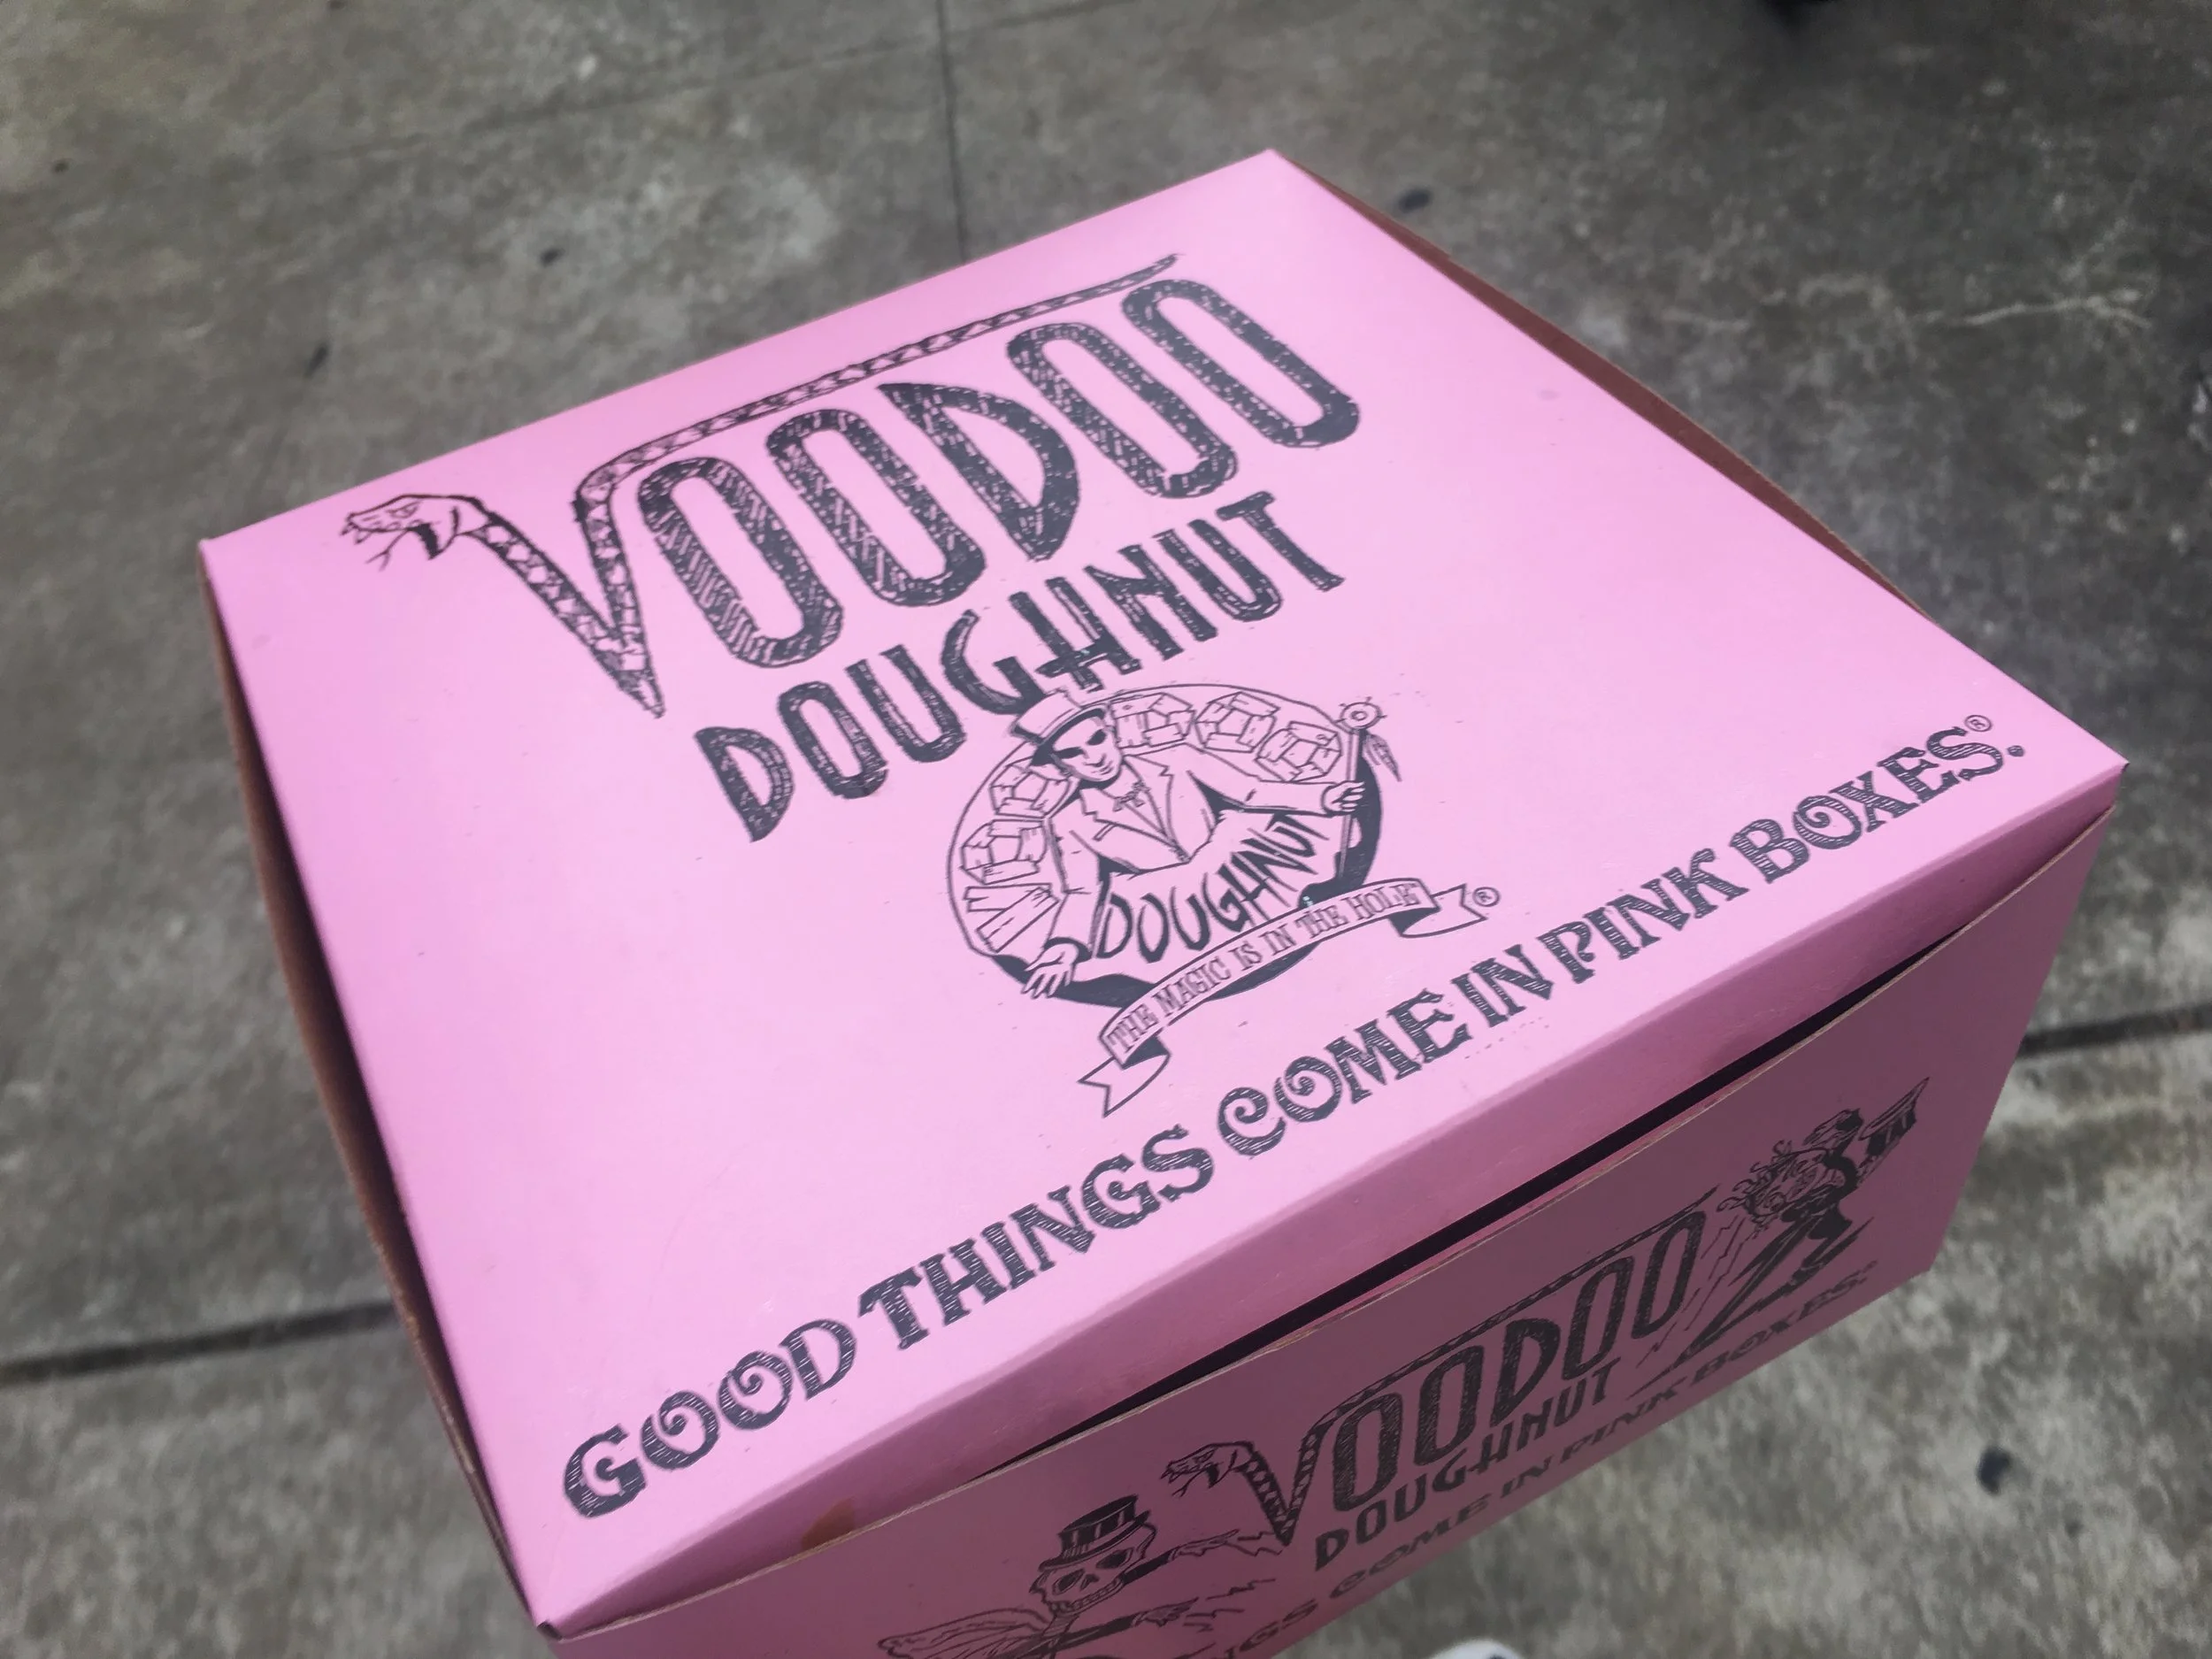 VOODOO
DOUGHNUT
DOUGHNUT
THE MAGIC IS IN THE HOLE
®
GOOD THINGS COME IN PINK BOXES®.
VOODOO
DOUGHNUT
COME IN PINK BOXES.